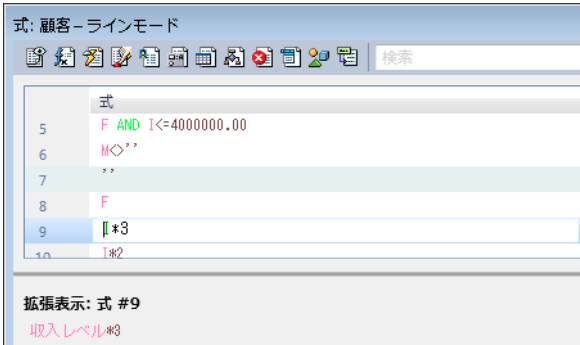 式: 顧客 – ラインモード
検索
式
5 F AND I<=4000000.00
6 M<>''
7 ''
8 F
9 I*3
10 I*2
拡張表示: 式 #9
収入レベル*3